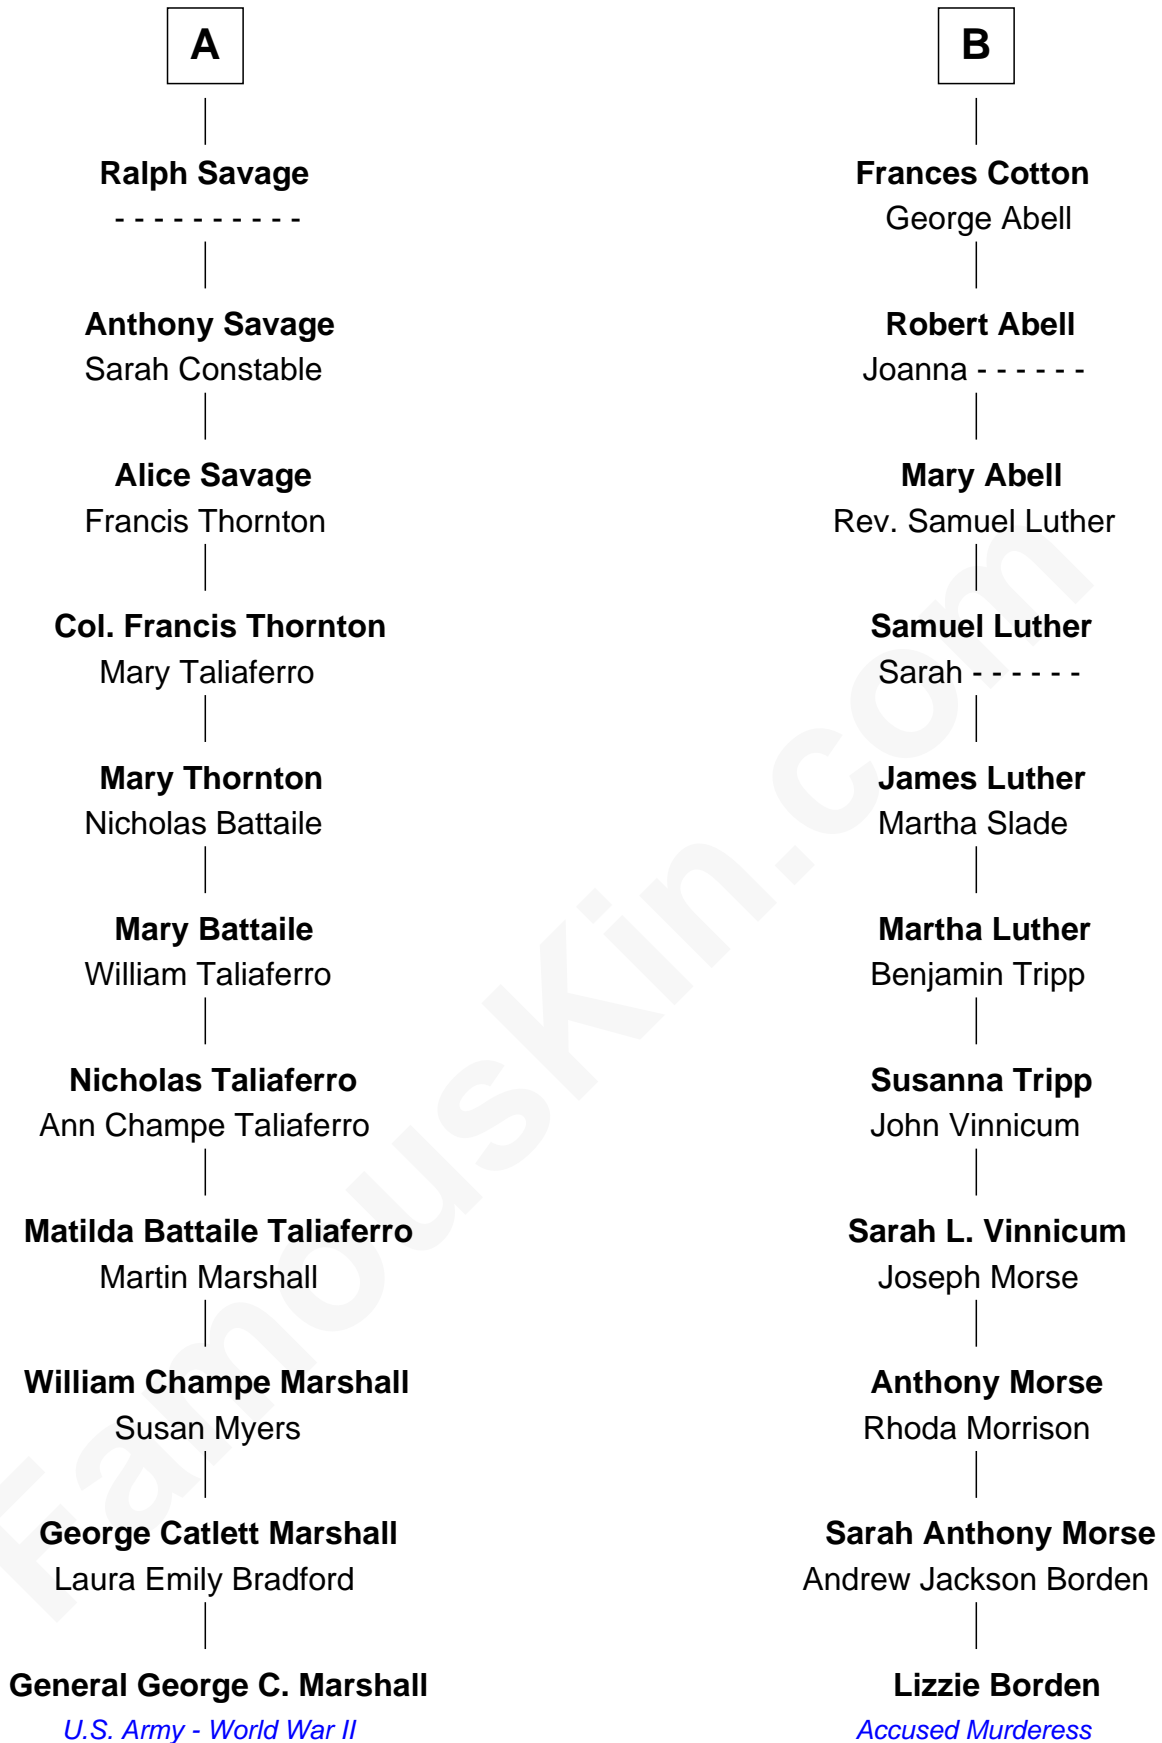 A
Ralph Savage
- - - - - - - - - -
Anthony Savage
Sarah Constable
Alice Savage
Francis Thornton
Col. Francis Thornton
Mary Taliaferro
Mary Thornton
Nicholas Battaile
Mary Battaile
William Taliaferro
Nicholas Taliaferro
Ann Champe Taliaferro
Matilda Battaile Taliaferro
Martin Marshall
William Champe Marshall
Susan Myers
George Catlett Marshall
Laura Emily Bradford
General George C. Marshall
U.S. Army - World War II
B
Frances Cotton
George Abell
Robert Abell
Joanna - - - - - -
Mary Abell
Rev. Samuel Luther
Samuel Luther
Sarah - - - - - -
James Luther
Martha Slade
Martha Luther
Benjamin Tripp
Susanna Tripp
John Vinnicum
Sarah L. Vinnicum
Joseph Morse
Anthony Morse
Rhoda Morrison
Sarah Anthony Morse
Andrew Jackson Borden
Lizzie Borden
Accused Murderess
FamousKin.com